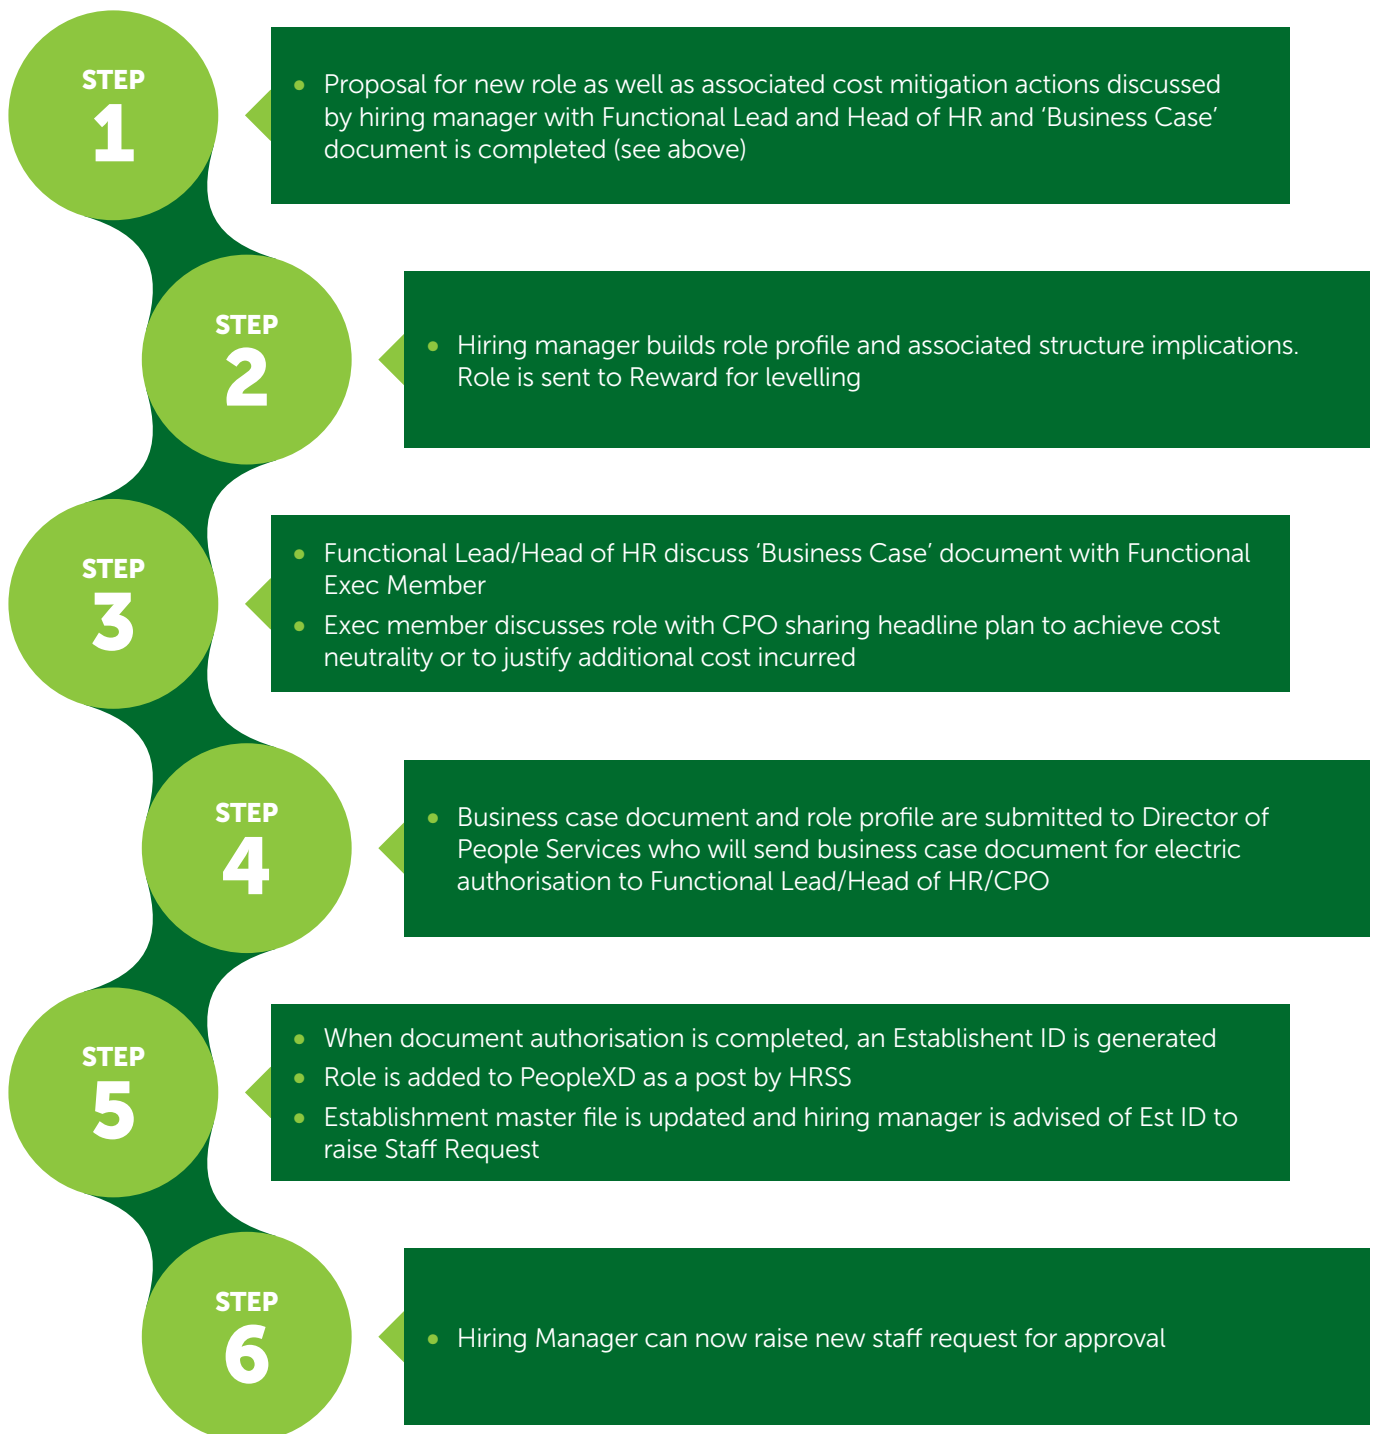 STEP
1
• Proposal for new role as well as associated cost mitigation actions discussed
by hiring manager with Functional Lead and Head of HR and ‘Business Case’
document is completed (see above)
STEP
2
• Hiring manager builds role profile and associated structure implications.
Role is sent to Reward for levelling
STEP
3
• Functional Lead/Head of HR discuss ‘Business Case’ document with Functional
Exec Member
• Exec member discusses role with CPO sharing headline plan to achieve cost
neutrality or to justify additional cost incurred
STEP
4
• Business case document and role profile are submitted to Director of
People Services who will send business case document for electric
authorisation to Functional Lead/Head of HR/CPO
STEP
5
• When document authorisation is completed, an Establishent ID is generated
• Role is added to PeopleXD as a post by HRSS
• Establishment master file is updated and hiring manager is advised of Est ID to
raise Staff Request
STEP
6
• Hiring Manager can now raise new staff request for approval